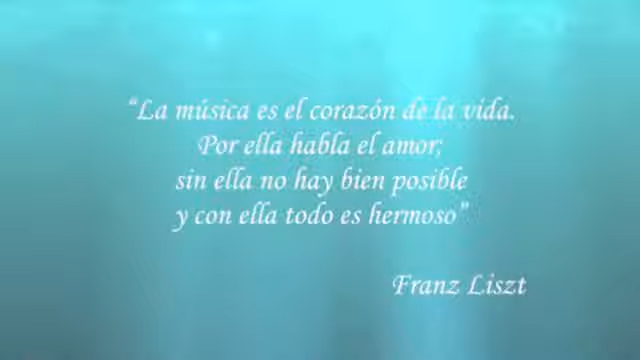 “La música es el corazón de la vida.
Por ella habla el amor;
sin ella no hay bien posible
y con ella todo es hermoso”
Franz Liszt